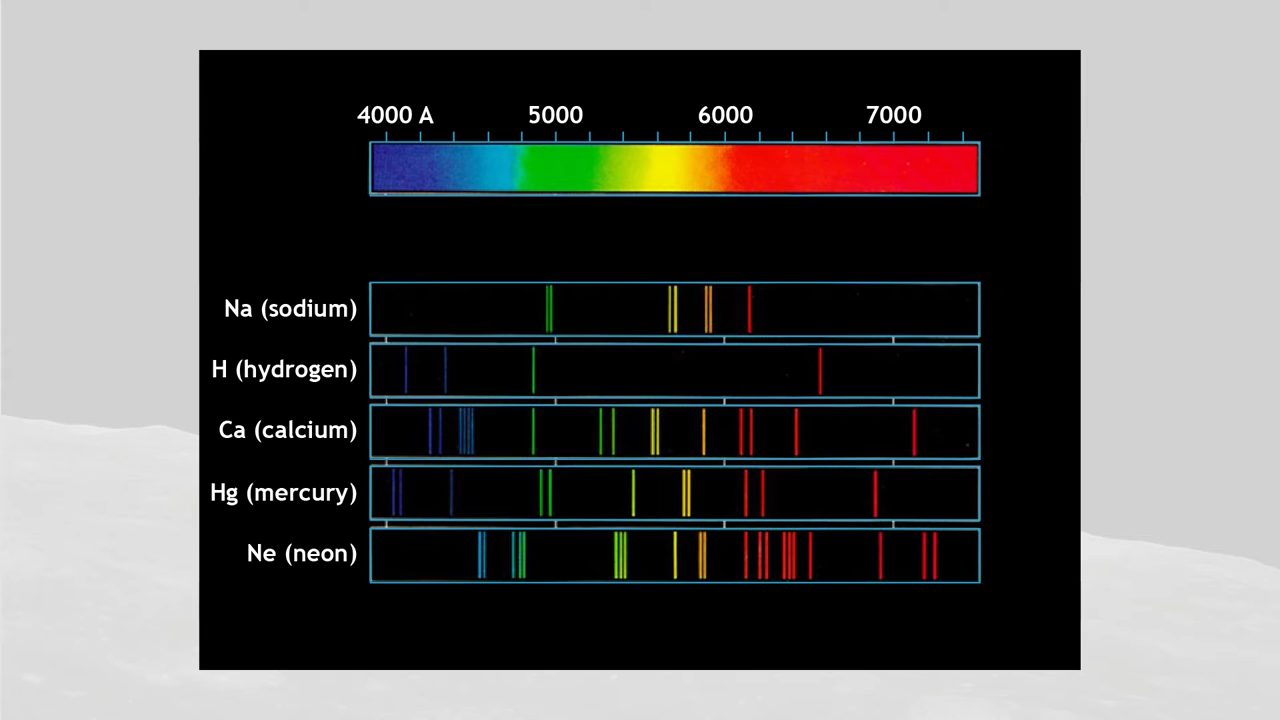 4000 A 5000 6000 7000
Na (sodium)
H (hydrogen)
Ca (calcium)
Hg (mercury)
Ne (neon)